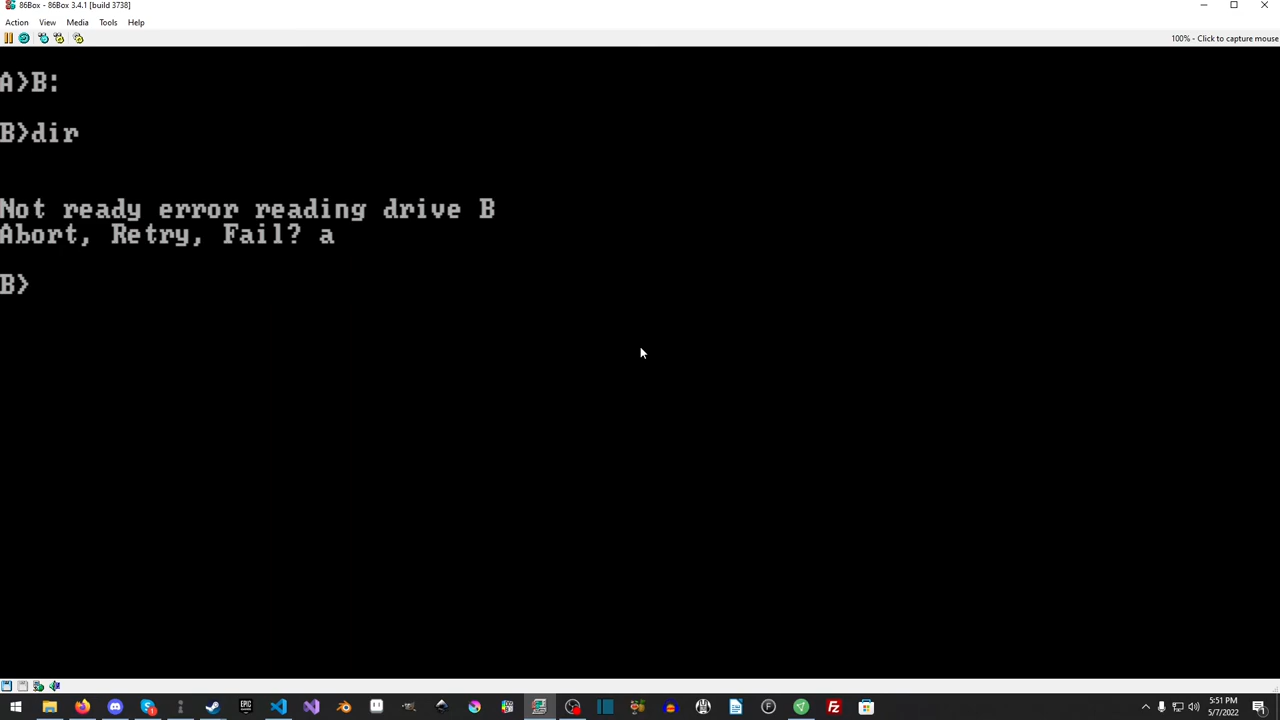 86Box - 86Box 3.4.1 [build 3738]
Action View Media Tools Help
100% - Click to capture mouse
A>B:
B>dir
Not ready error reading drive B
Abort, Retry, Fail? a
B>
EPIC
5:51 PM
5/7/2022